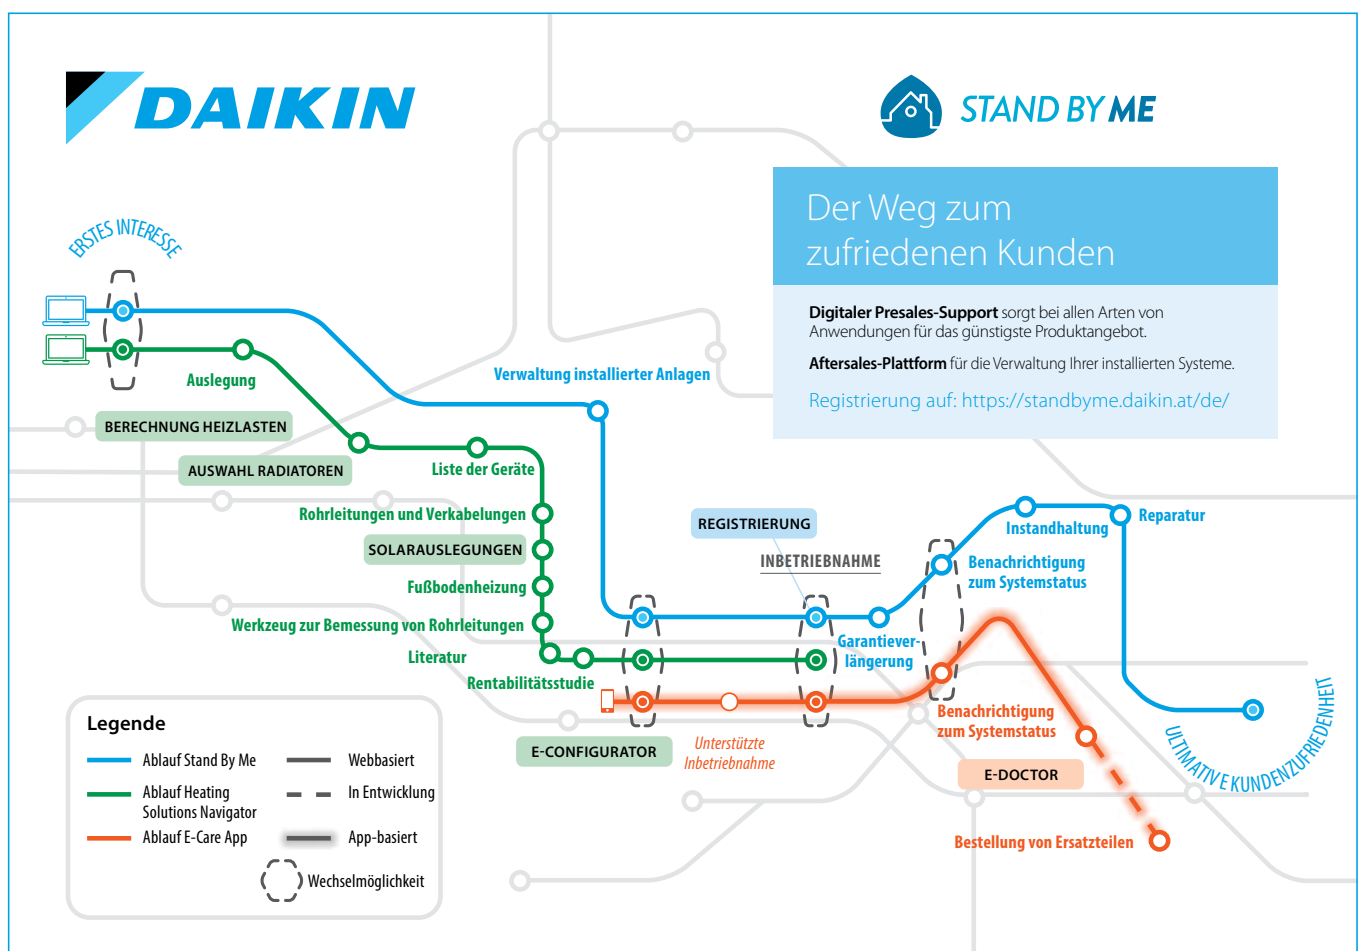 DAIKIN
STAND BY ME
Der Weg zum
zufriedenen Kunden
Digitaler Presales-Support sorgt bei allen Arten von
Anwendungen für das günstigste Produktangebot.
Aftersales-Plattform für die Verwaltung Ihrer installierten Systeme.
Registrierung auf: https://standbyme.daikin.at/de/
ERSTES INTERESSE
Auslegung
Verwaltung installierter Anlagen
BERECHNUNG HEIZLASTEN
AUSWAHL RADIATOREN
Liste der Geräte
Rohrleitungen und Verkabelungen
SOLARAUSLEGUNGEN
Fußbodenheizung
Werkzeug zur Bemessung von Rohrleitungen
Literatur
Rentabilitätsstudie
REGISTRIERUNG
INBETRIEBNAHME
Instandhaltung
Reparatur
Benachrichtigung
zum Systemstatus
Garantiever-
längerung
Benachrichtigung
zum Systemstatus
E-CONFIGURATOR
Unterstützte
Inbetriebnahme
E-DOCTOR
Bestellung von Ersatzteilen
ULTIMATIVE KUNDENZUFRIEDENHEIT
Legende
Ablauf Stand By Me
Webbasiert
Ablauf Heating
Solutions Navigator
In Entwicklung
Ablauf E-Care App
App-basiert
Wechselmöglichkeit